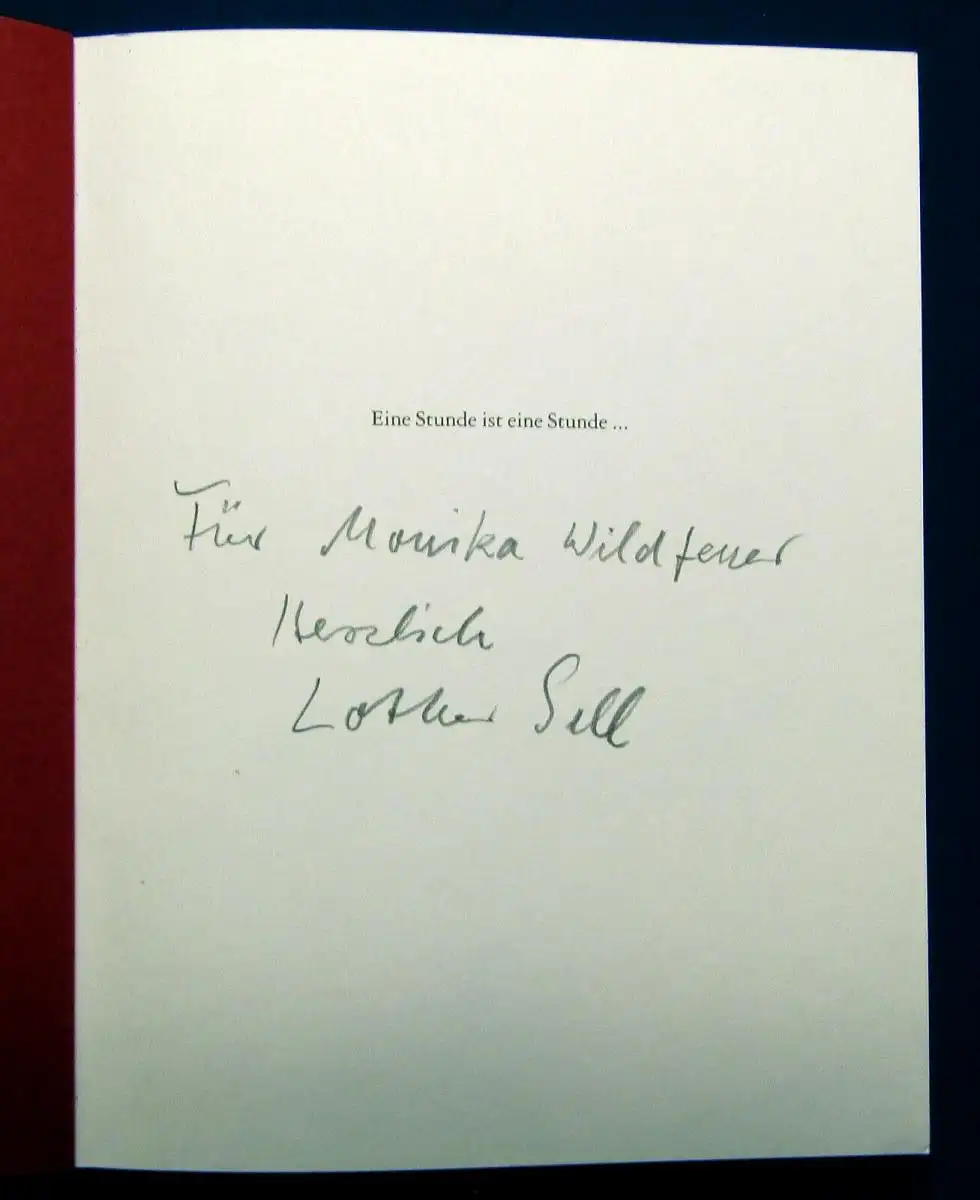 Eine Stunde ist eine Stunde ...
Für Monika Wildfeuer
Herzlich
Lothar Sell